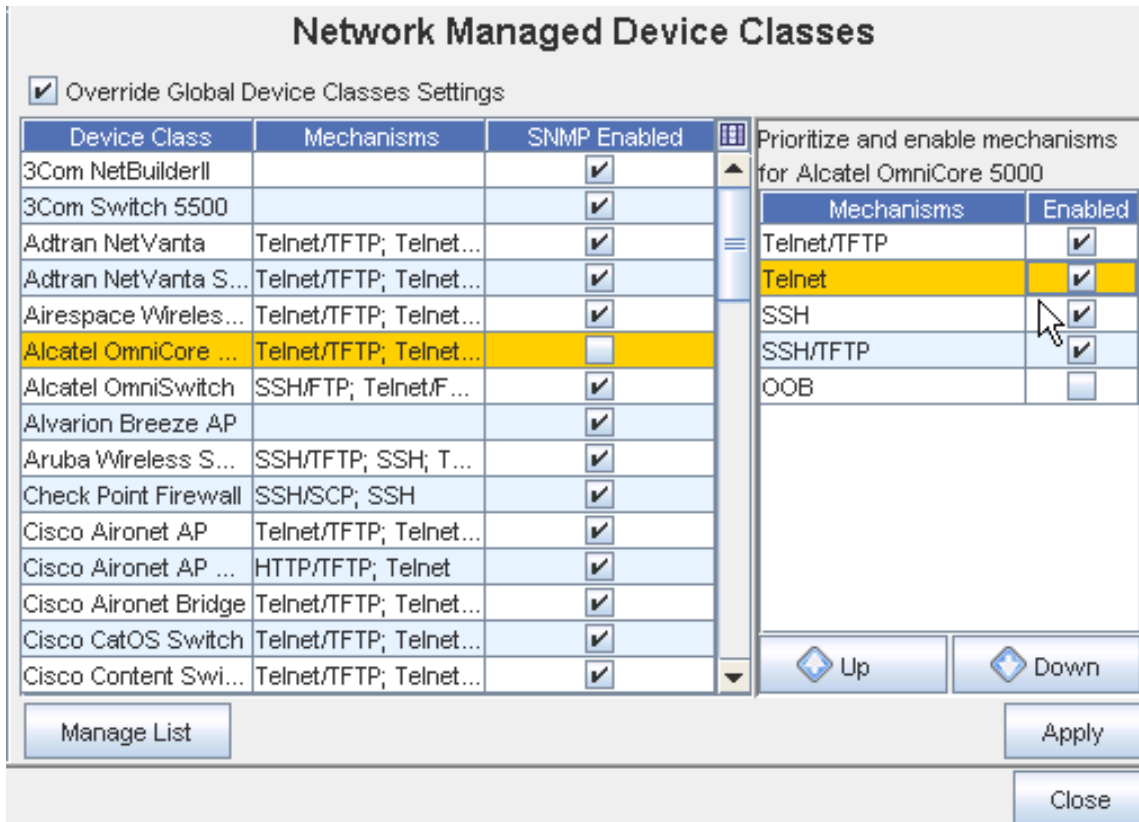 Network Managed Device Classes
Override Global Device Classes Settings
Device Class Mechanisms SNMP Enabled
3Com NetBuilderII
3Com Switch 5500
Adtran NetVanta Telnet/TFTP; Telnet...
Adtran NetVanta S... Telnet/TFTP; Telnet...
Airespace Wireles... Telnet/TFTP; Telnet...
Alcatel OmniCore ... Telnet/TFTP; Telnet...
Alcatel OmniSwitch SSH/FTP; Telnet/F...
Alvarion Breeze AP
Aruba Wireless S... SSH/TFTP; SSH; T...
Check Point Firewall SSH/SCP; SSH
Cisco Aironet AP Telnet/TFTP; Telnet...
Cisco Aironet AP ... HTTP/TFTP; Telnet
Cisco Aironet Bridge Telnet/TFTP; Telnet...
Cisco CatOS Switch Telnet/TFTP; Telnet...
Cisco Content Swi... Telnet/TFTP; Telnet...
Prioritize and enable mechanisms
for Alcatel OmniCore 5000
Mechanisms Enabled
Telnet/TFTP
Telnet
SSH
SSH/TFTP
OOB
Up Down
Manage List Apply
Close